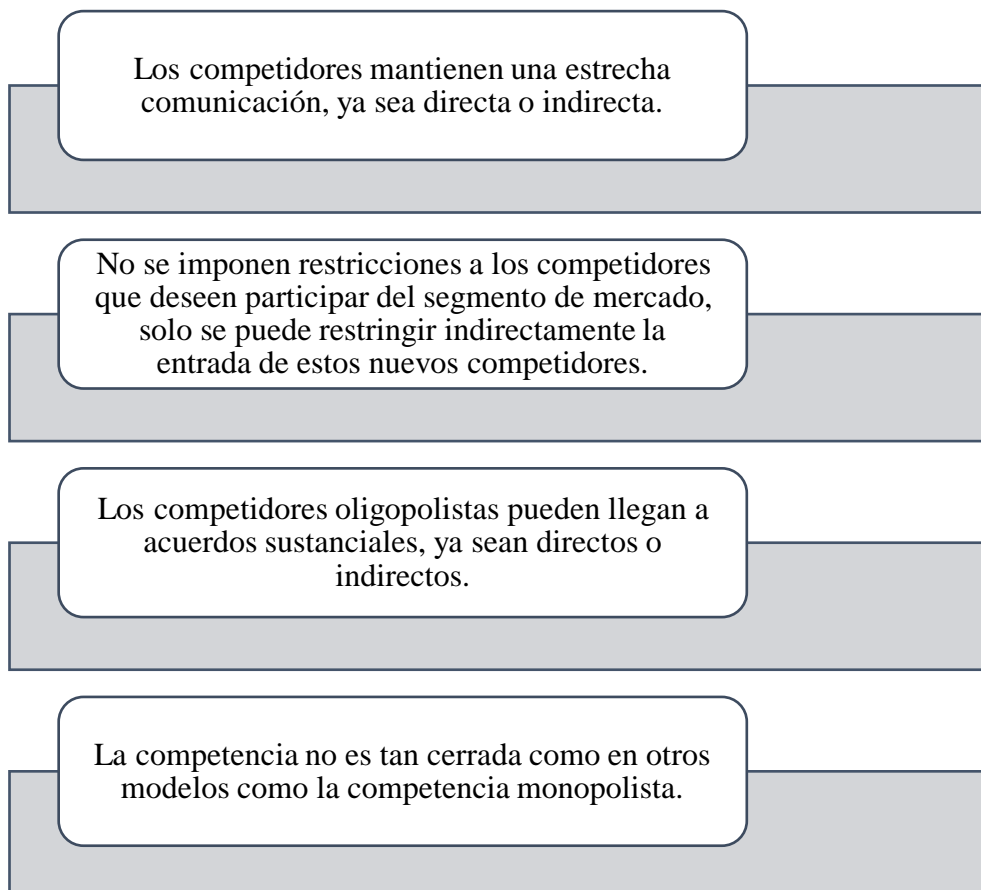 Los competidores mantienen una estrecha
comunicación, ya sea directa o indirecta.
No se imponen restricciones a los competidores
que deseen participar del segmento de mercado,
solo se puede restringir indirectamente la
entrada de estos nuevos competidores.
Los competidores oligopolistas pueden llegan a
acuerdos sustanciales, ya sean directos o
indirectos.
La competencia no es tan cerrada como en otros
modelos como la competencia monopolista.